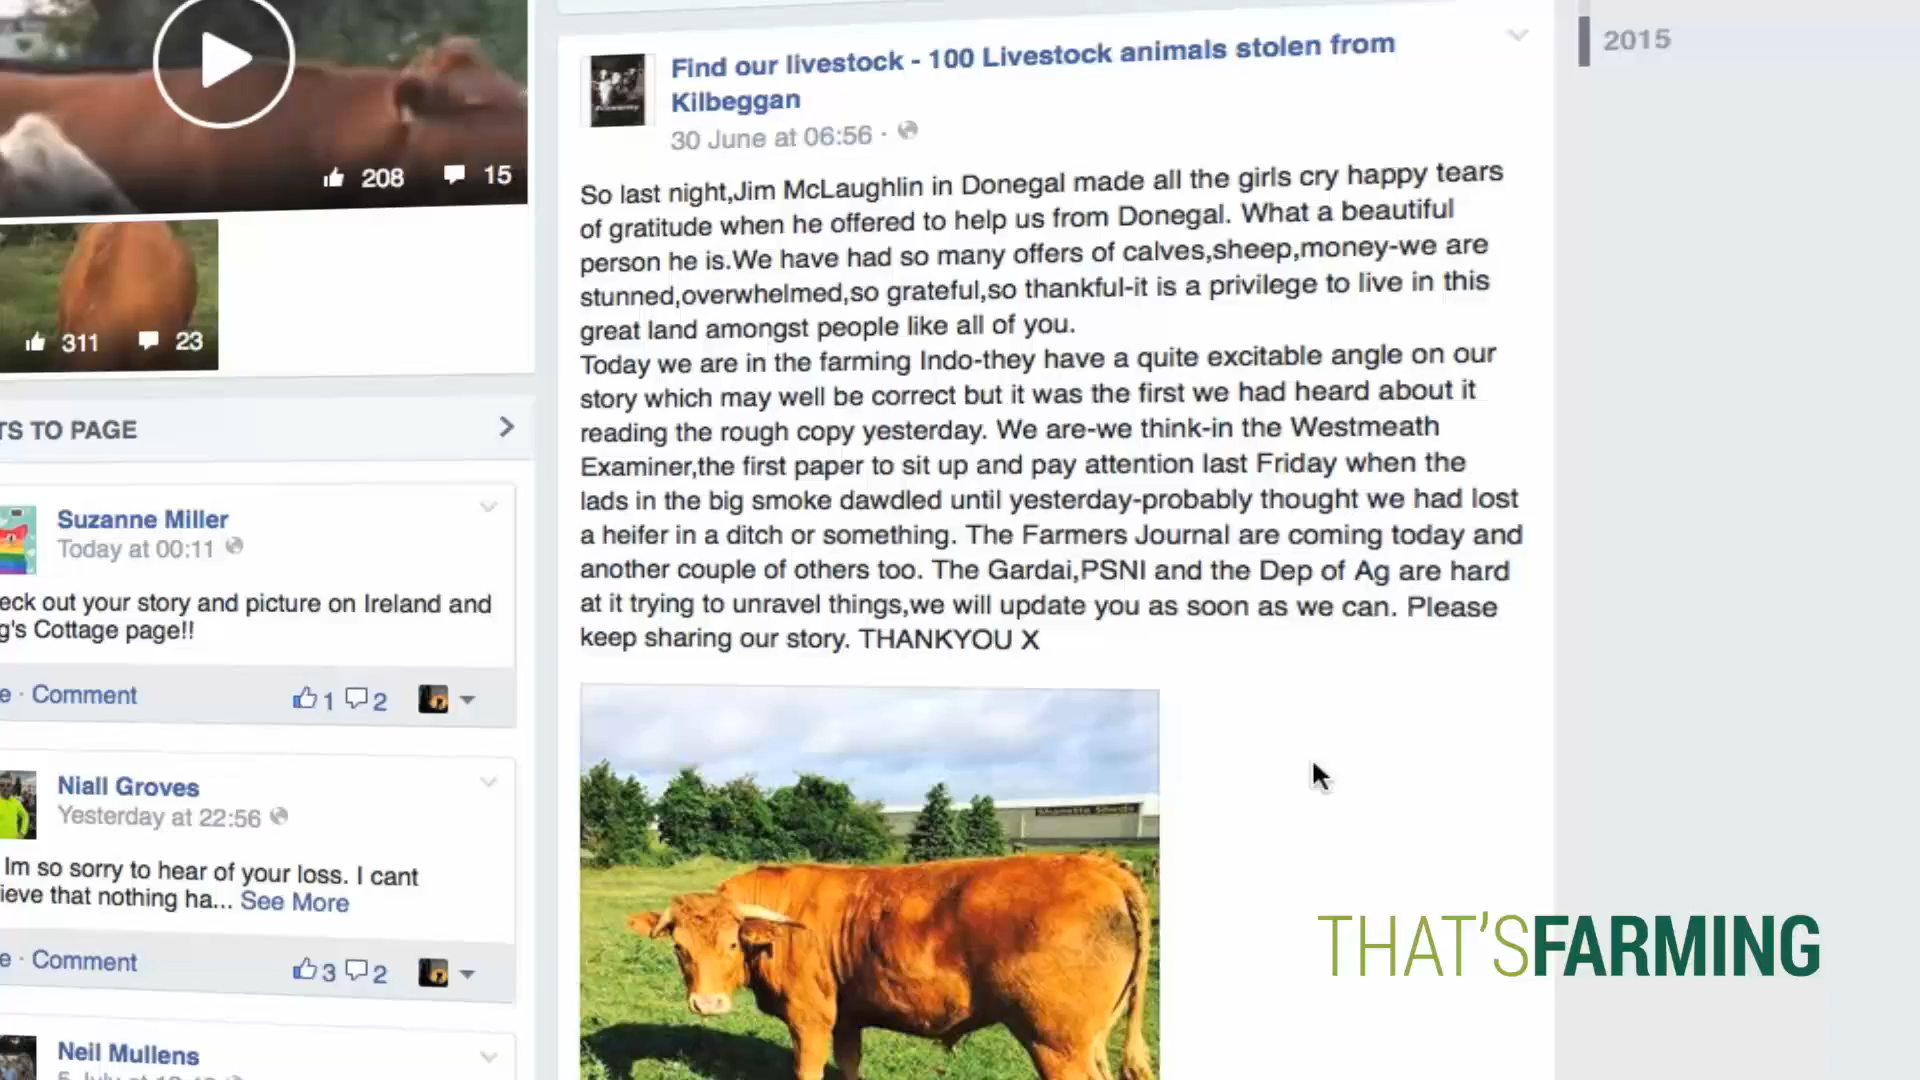 208 15
311 23
TS TO PAGE
Suzanne Miller
Today at 00:11
eck out your story and picture on Ireland and
g's Cottage page!!
e · Comment 1 2
Niall Groves
Yesterday at 22:56
Im so sorry to hear of your loss. I cant
ieve that nothing ha... See More
e · Comment 3 2
Neil Mullens
5 July at
Find our livestock - 100 Livestock animals stolen from
Kilbeggan
30 June at 06:56 ·
So last night,Jim McLaughlin in Donegal made all the girls cry happy tears
of gratitude when he offered to help us from Donegal. What a beautiful
person he is.We have had so many offers of calves,sheep,money-we are
stunned,overwhelmed,so grateful,so thankful-it is a privilege to live in this
great land amongst people like all of you.
Today we are in the farming Indo-they have a quite excitable angle on our
story which may well be correct but it was the first we had heard about it
reading the rough copy yesterday. We are-we think-in the Westmeath
Examiner,the first paper to sit up and pay attention last Friday when the
lads in the big smoke dawdled until yesterday-probably thought we had lost
a heifer in a ditch or something. The Farmers Journal are coming today and
another couple of others too. The Gardai,PSNI and the Dep of Ag are hard
at it trying to unravel things,we will update you as soon as we can. Please
keep sharing our story. THANKYOU X
2015
THAT'SFARMING